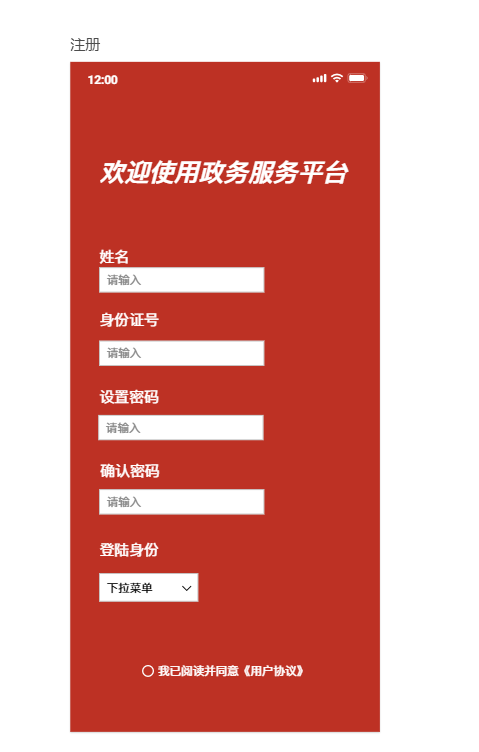 注册
12:00
欢迎使用政务服务平台
姓名
请输入
身份证号
请输入
设置密码
请输入
确认密码
请输入
登陆身份
下拉菜单
我已阅读并同意《用户协议》